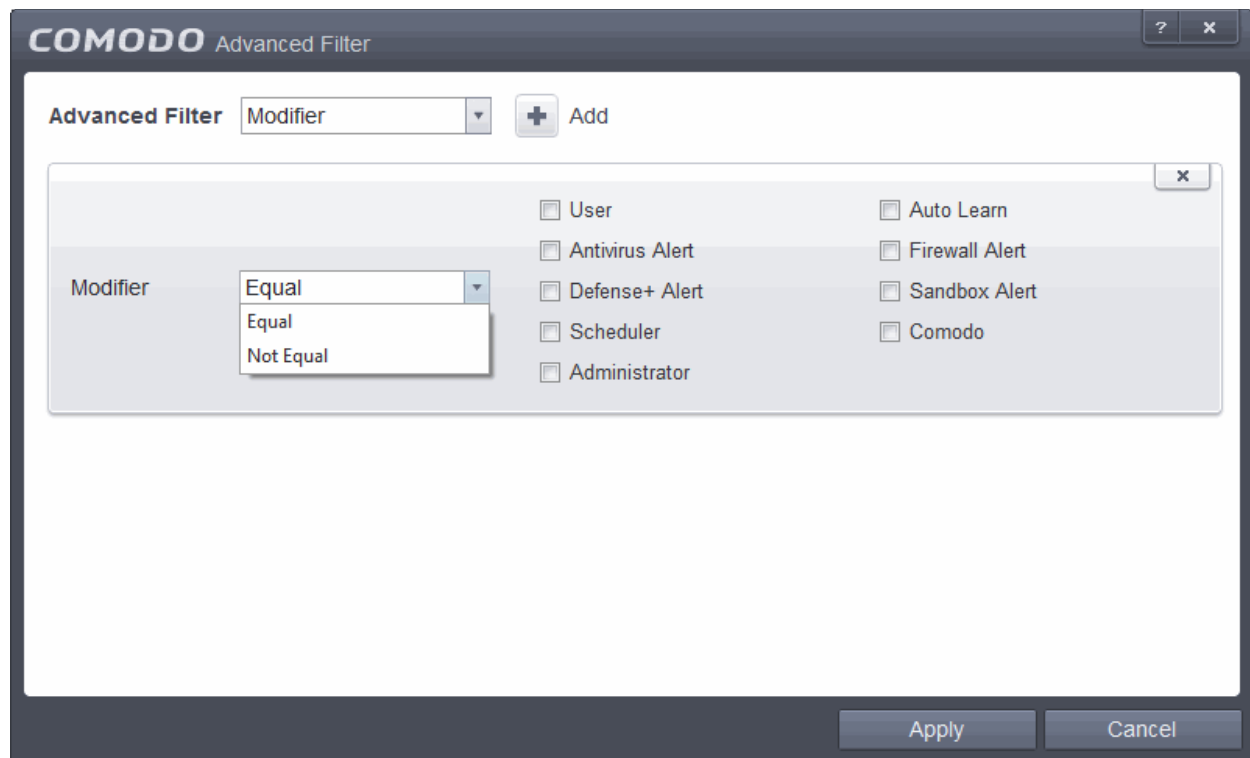 COMODO Advanced Filter
? x
Advanced Filter Modifier + Add
x
User Auto Learn
Antivirus Alert Firewall Alert
Modifier Equal Defense+ Alert Sandbox Alert
Equal
Scheduler Comodo
Not Equal
Administrator
Apply Cancel